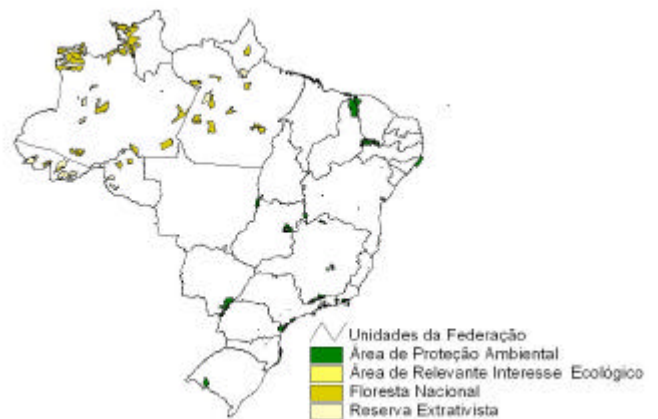 Unidades da Federação
Área de Proteção Ambiental
Área de Relevante Interesse Ecológico
Floresta Nacional
Reserva Extrativista